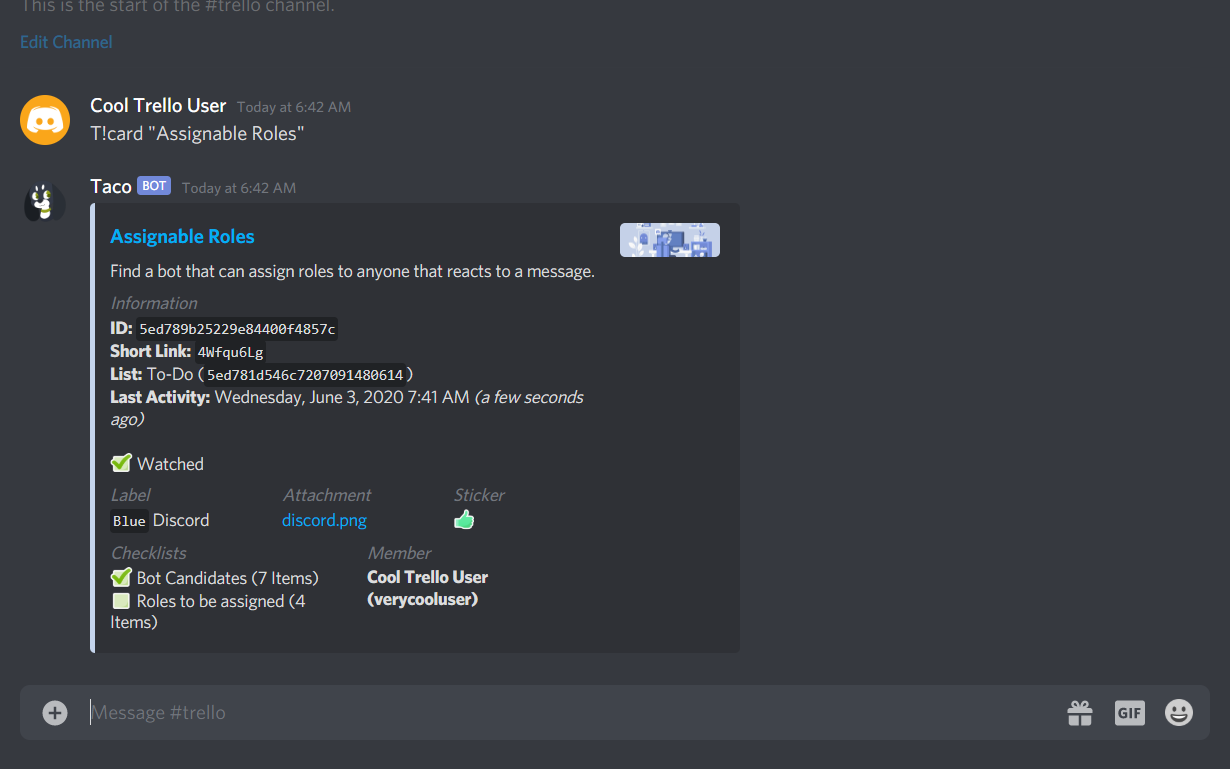 This is the start of the #trello channel.
Edit Channel
Cool Trello User Today at 6:42 AM
T!card "Assignable Roles"
Taco BOT Today at 6:42 AM
Assignable Roles
Find a bot that can assign roles to anyone that reacts to a message.
Information
ID: 5ed789b25229e84400f4857c
Short Link: 4Wfqu6Lg
List: To-Do (5ed781d546c7207091480614)
Last Activity: Wednesday, June 3, 2020 7:41 AM (a few seconds
ago)
Watched
Label Attachment Sticker
Blue Discord discord.png
Checklists Member
Bot Candidates (7 Items) Cool Trello User
Roles to be assigned (4 (verycooluser)
Items)
Message #trello GIF